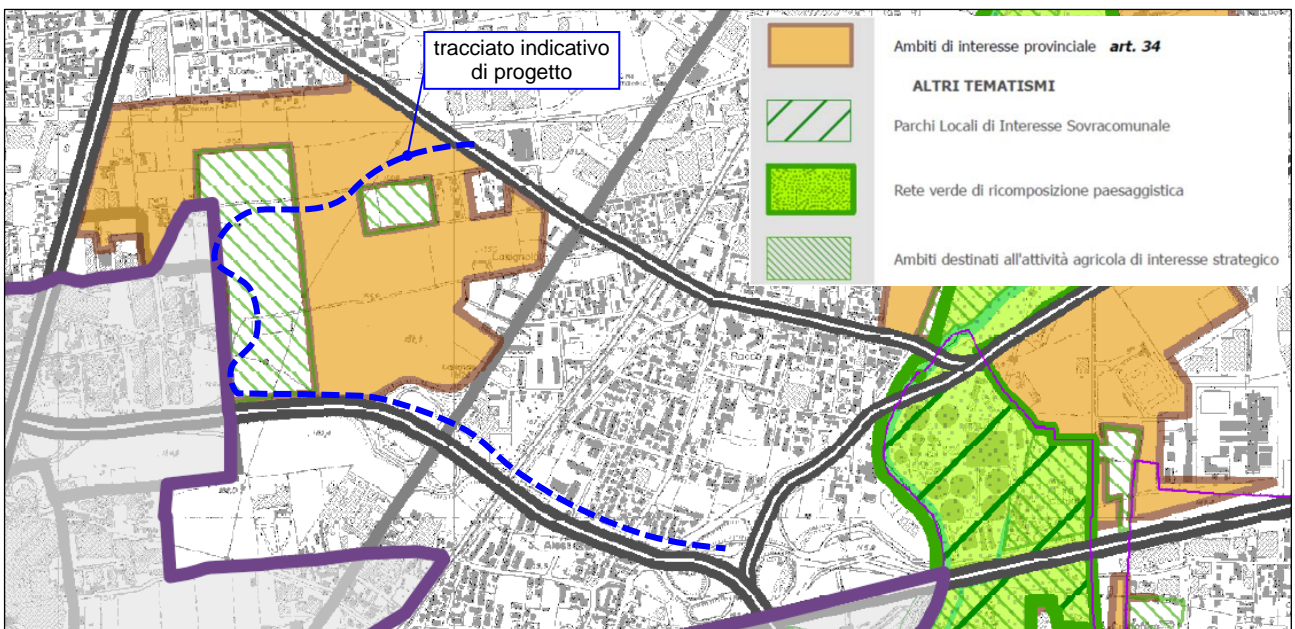 tracciato indicativo
di progetto
Ambiti di interesse provinciale art. 34
ALTRI TEMATISMI
Parchi Locali di Interesse Sovracomunale
Rete verde di ricomposizione paesaggistica
Ambiti destinati all'attività agricola di interesse strategico
S. Rocco